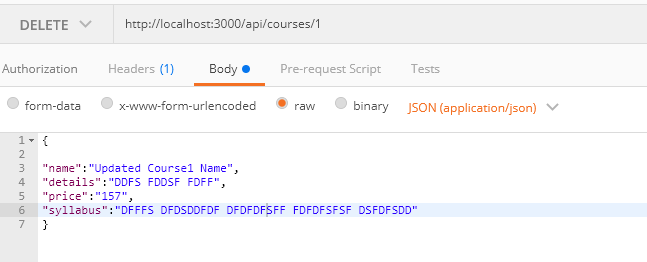 DELETE http://localhost:3000/api/courses/1
Authorization Headers (1) Body Pre-request Script Tests
form-data x-www-form-urlencoded raw binary JSON (application/json)
1 {
2
3 "name":"Updated Course1 Name",
4 "details":"DDFS FDDSF FDFF",
5 "price":"157",
6 "syllabus":"DFFFS DFDSDDFDF DFDFDFSFF FDFDFSFSF DSFDFSDD"
7 }